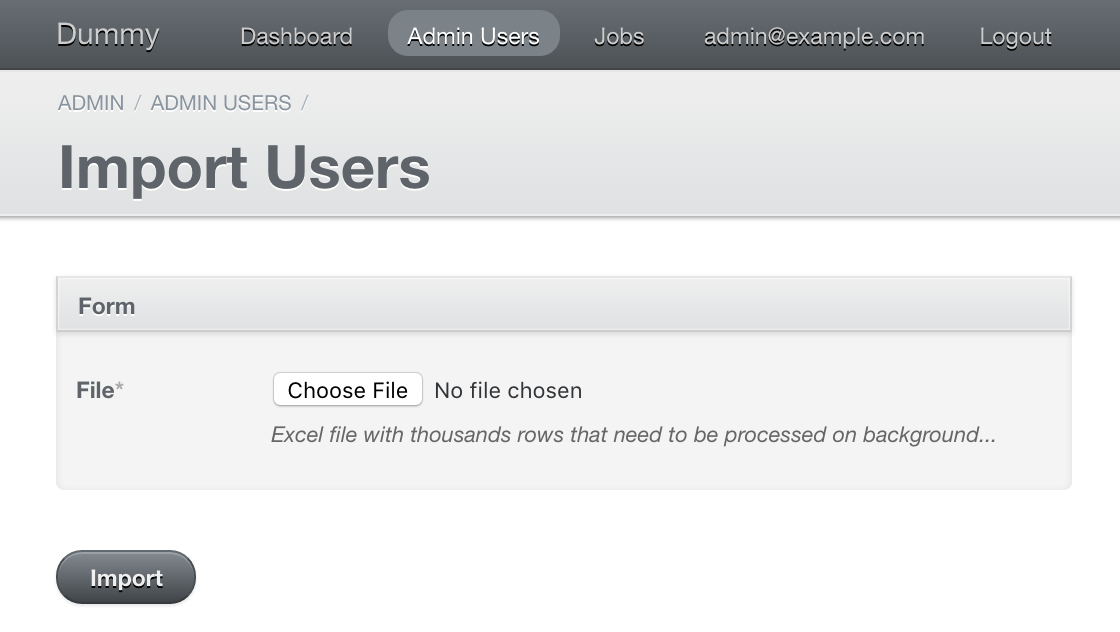 Dummy Dashboard Admin Users Jobs admin@example.com Logout
ADMIN / ADMIN USERS /
Import Users
Form
File* Choose File No file chosen
Excel file with thousands rows that need to be processed on background...
Import